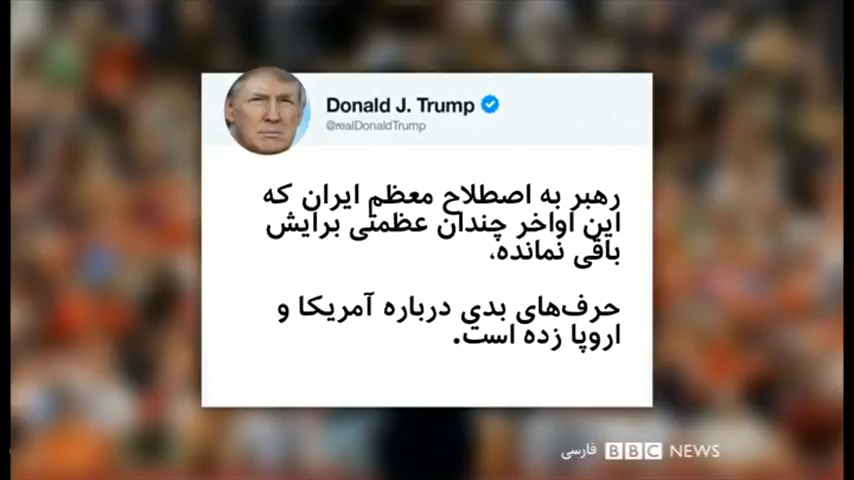 Donald J. Trump
@realDonaldTrump
رهبر به اصطلاح معظم ایران که
این اواخر چندان عظمتی برایش
باقی نمانده،
حرف‌های بدی درباره آمریکا و
اروپا زده است.
BBC NEWS فارسی